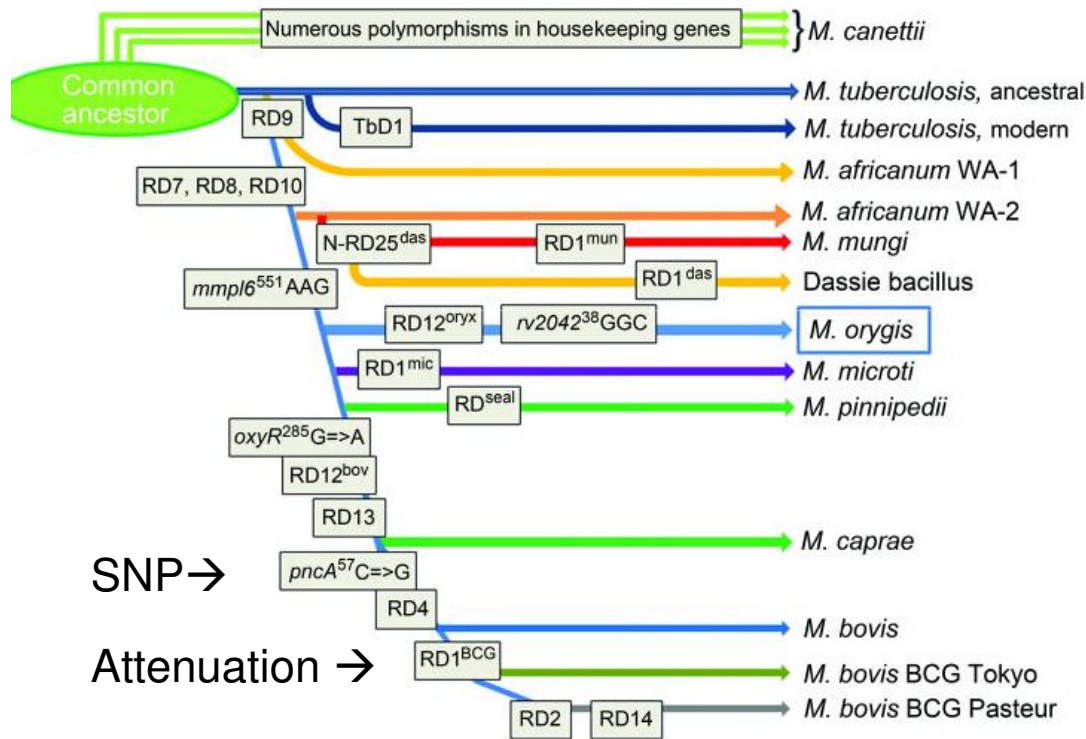 Numerous polymorphisms in housekeeping genes } M. canettii
Common
ancestor
M. tuberculosis, ancestral
RD9
TbD1
M. tuberculosis, modern
M. africanum WA-1
RD7, RD8, RD10
M. africanum WA-2
N-RD25das
RD1mun
M. mungi
RD1das
Dassie bacillus
mmpl6551AAG
RD12oryx
rv204238GGC
M. orygis
RD1mic
M. microti
RDseal
M. pinnipedii
oxyR285G=>A
RD12bov
RD13
M. caprae
SNP→
pncA57C=>G
RD4
M. bovis
Attenuation →
RD1BCG
M. bovis BCG Tokyo
RD2
RD14
M. bovis BCG Pasteur